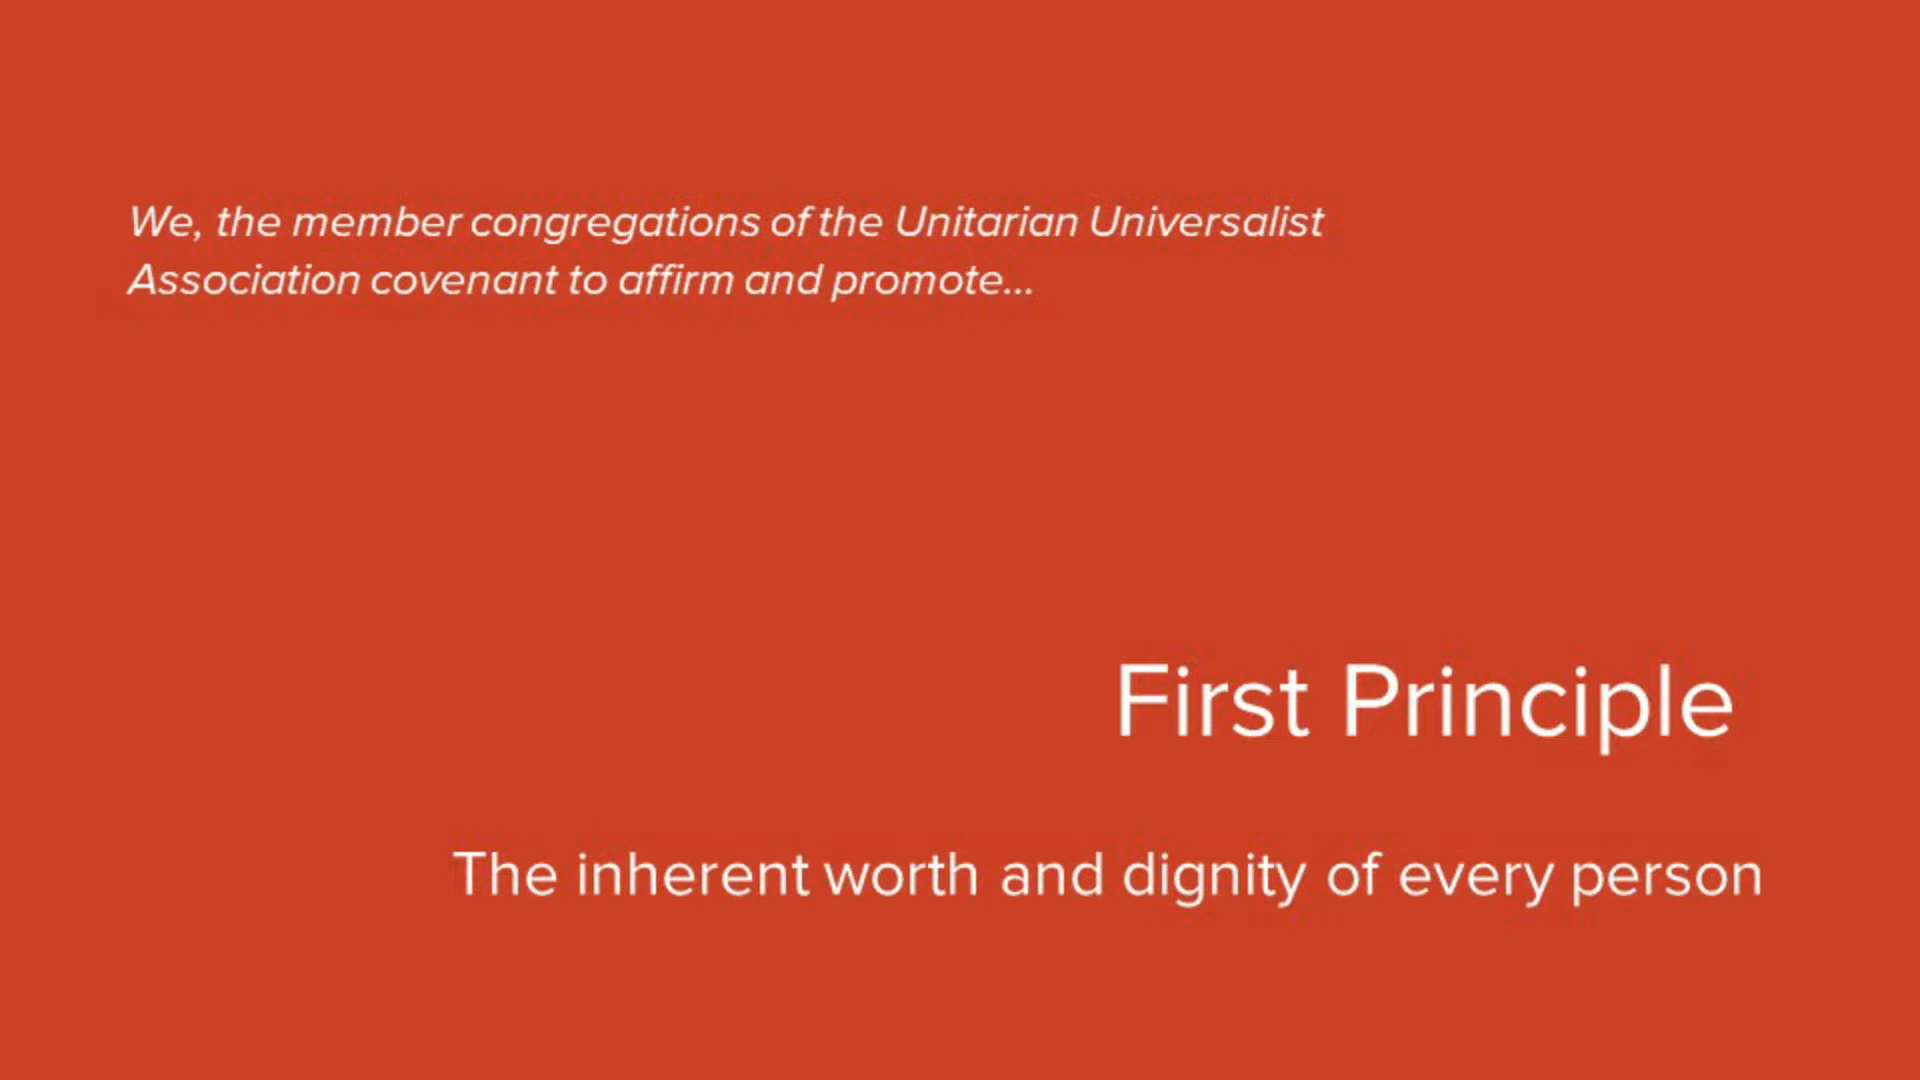 We, the member congregations of the Unitarian Universalist
Association covenant to affirm and promote...
First Principle
The inherent worth and dignity of every person